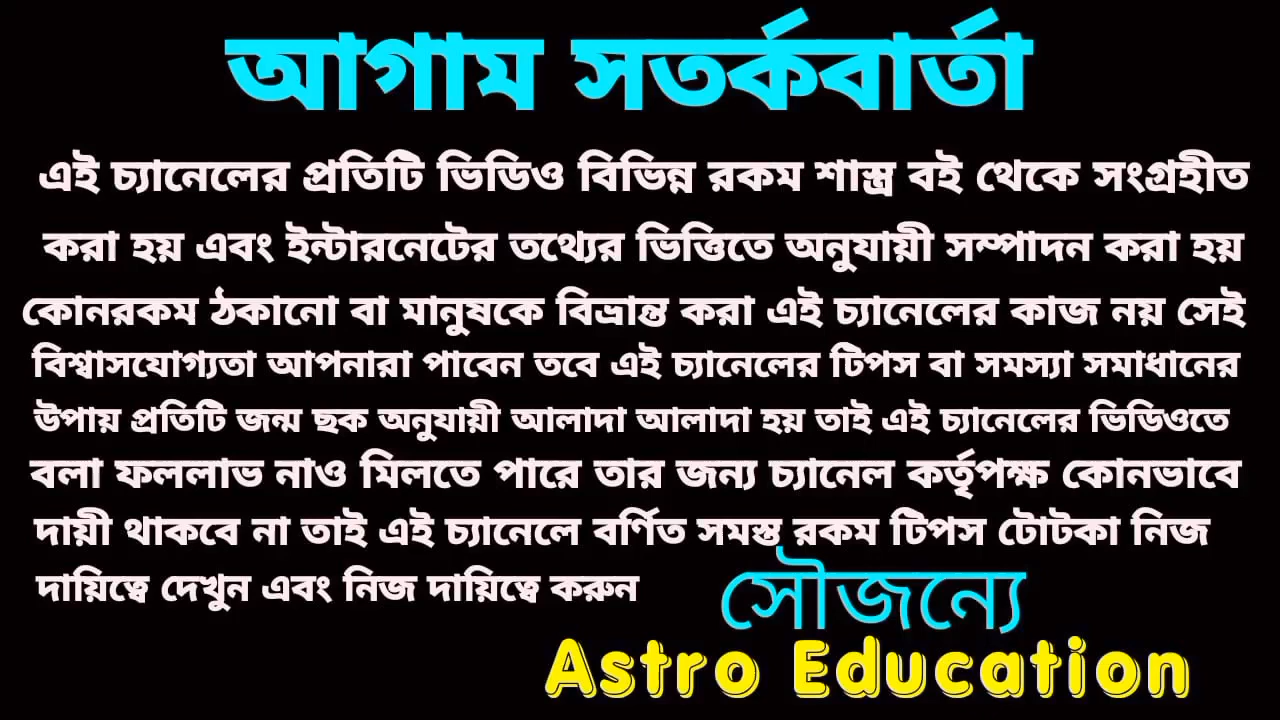 আগাম সতর্কবার্তা
এই চ্যানেলের প্রতিটি ভিডিও বিভিন্ন রকম শাস্ত্র বই থেকে সংগ্রহীত
করা হয় এবং ইন্টারনেটের তথ্যের ভিত্তিতে অনুযায়ী সম্পাদন করা হয়
কোনরকম ঠকানো বা মানুষকে বিভ্রান্ত করা এই চ্যানেলের কাজ নয় সেই
বিশ্বাসযোগ্যতা আপনারা পাবেন তবে এই চ্যানেলের টিপস বা সমস্যা সমাধানের
উপায় প্রতিটি জন্ম ছক অনুযায়ী আলাদা আলাদা হয় তাই এই চ্যানেলের ভিডিওতে
বলা ফললাভ নাও মিলতে পারে তার জন্য চ্যানেল কর্তৃপক্ষ কোনভাবে
দায়ী থাকবে না তাই এই চ্যানেলে বর্ণিত সমস্ত রকম টিপস টোটকা নিজ
দায়িত্বে দেখুন এবং নিজ দায়িত্বে করুন
সৌজন্যে
Astro Education